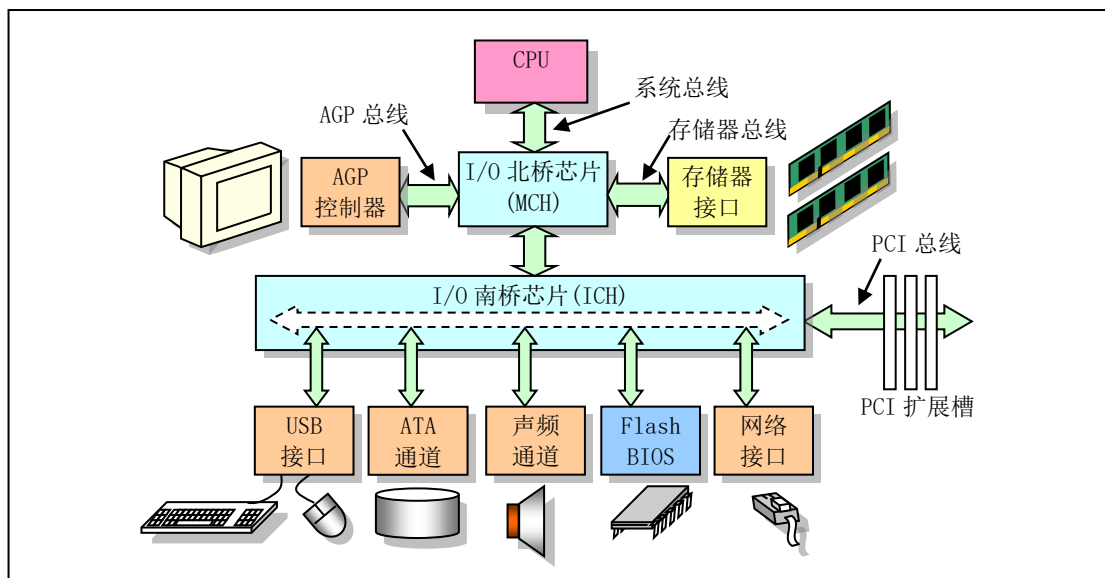 CPU
系统总线
AGP 总线
存储器总线
I/O 北桥芯片
(MCH)
AGP
控制器
存储器
接口
PCI 总线
I/O 南桥芯片(ICH)
PCI 扩展槽
USB
接口
ATA
通道
声频
通道
Flash
BIOS
网络
接口